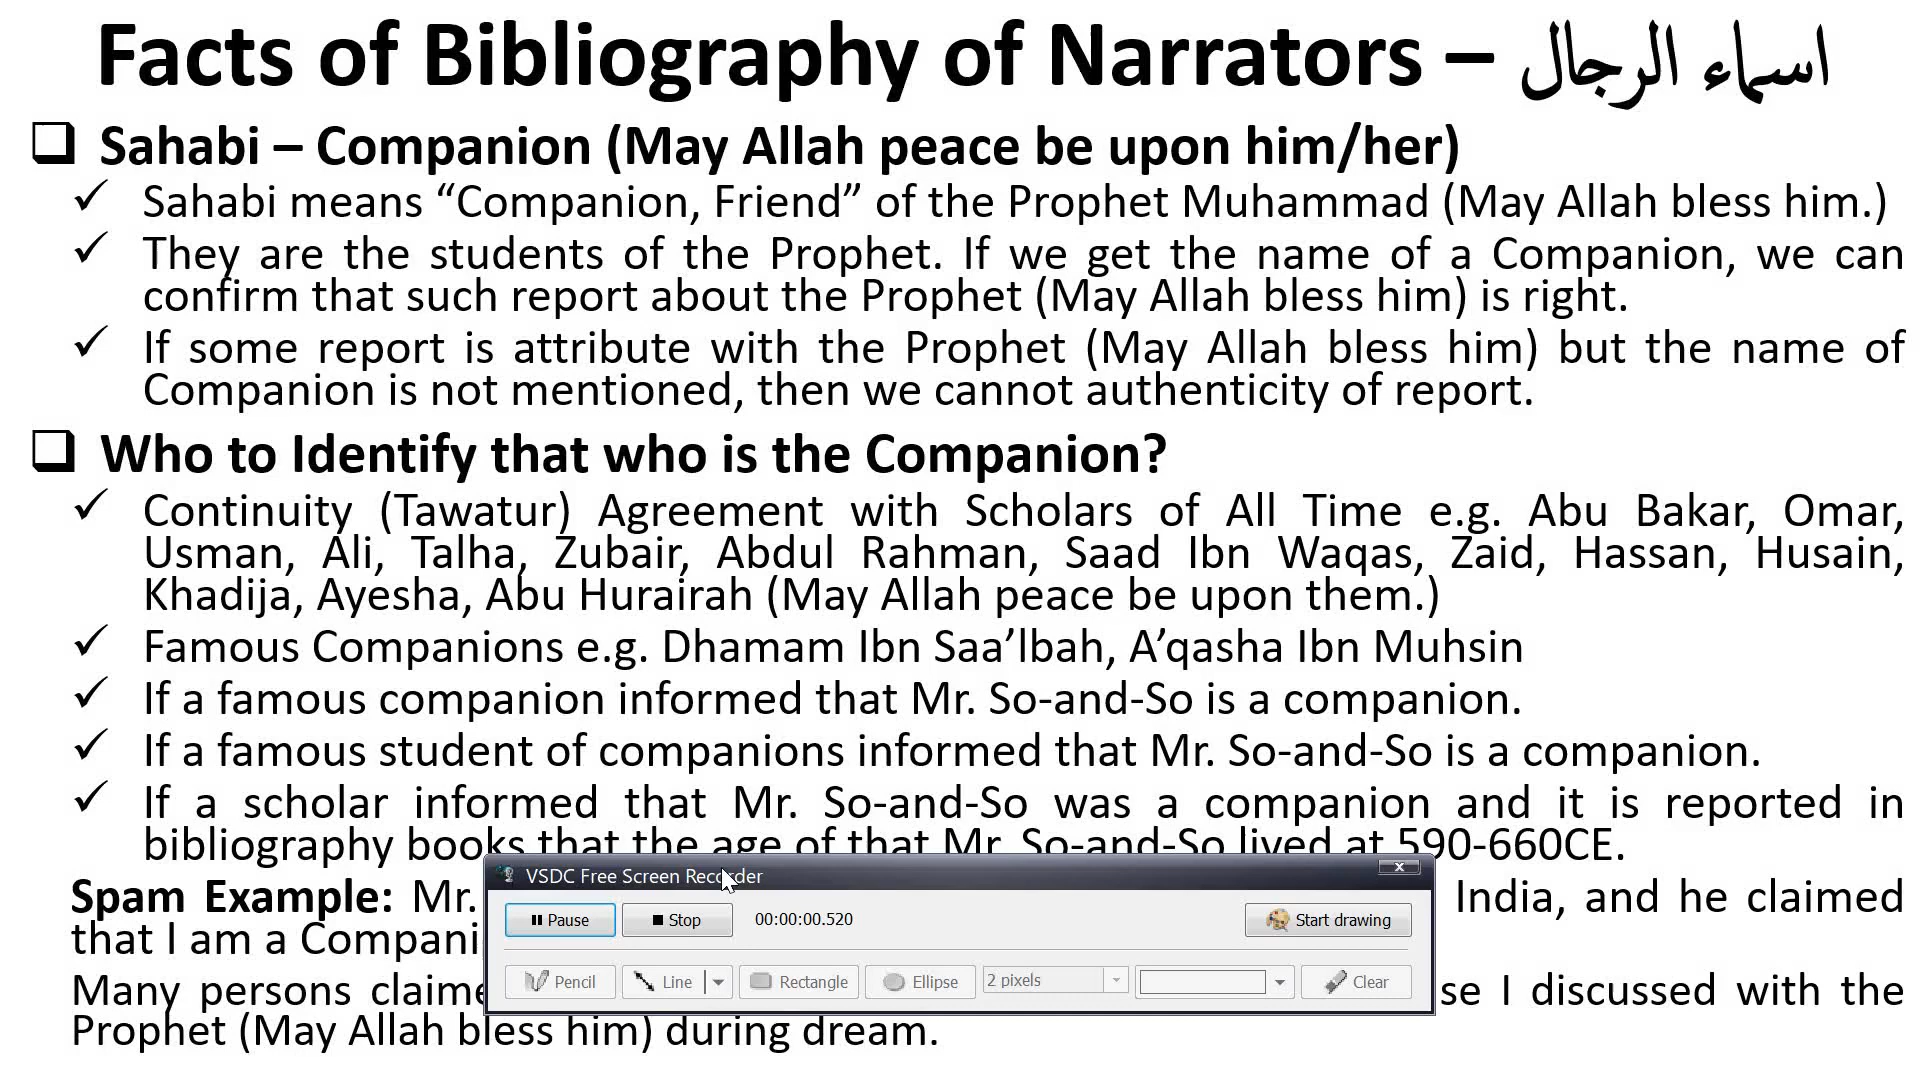 Facts of Bibliography of Narrators – اسماء الرجال
Sahabi – Companion (May Allah peace be upon him/her)
Sahabi means “Companion, Friend” of the Prophet Muhammad (May Allah bless him.)
They are the students of the Prophet. If we get the name of a Companion, we can
confirm that such report about the Prophet (May Allah bless him) is right.
If some report is attribute with the Prophet (May Allah bless him) but the name of
Companion is not mentioned, then we cannot authenticity of report.
Who to Identify that who is the Companion?
Continuity (Tawatur) Agreement with Scholars of All Time e.g. Abu Bakar, Omar,
Usman, Ali, Talha, Zubair, Abdul Rahman, Saad Ibn Waqas, Zaid, Hassan, Husain,
Khadija, Ayesha, Abu Hurairah (May Allah peace be upon them.)
Famous Companions e.g. Dhamam Ibn Saa’lbah, A’qasha Ibn Muhsin
If a famous companion informed that Mr. So-and-So is a companion.
If a famous student of companions informed that Mr. So-and-So is a companion.
If a scholar informed that Mr. So-and-So was a companion and it is reported in
bibliography books that the age of that Mr. So-and-So lived at 590-660CE.
Spam Example: Mr. India, and he claimed
that I am a
Many persons I discussed with the
Prophet (May Allah bless him) during dream.
VSDC Free Screen Recorder
Pause Stop 00:00:00.520 Start drawing
Pencil Line Rectangle Ellipse 2 pixels Clear